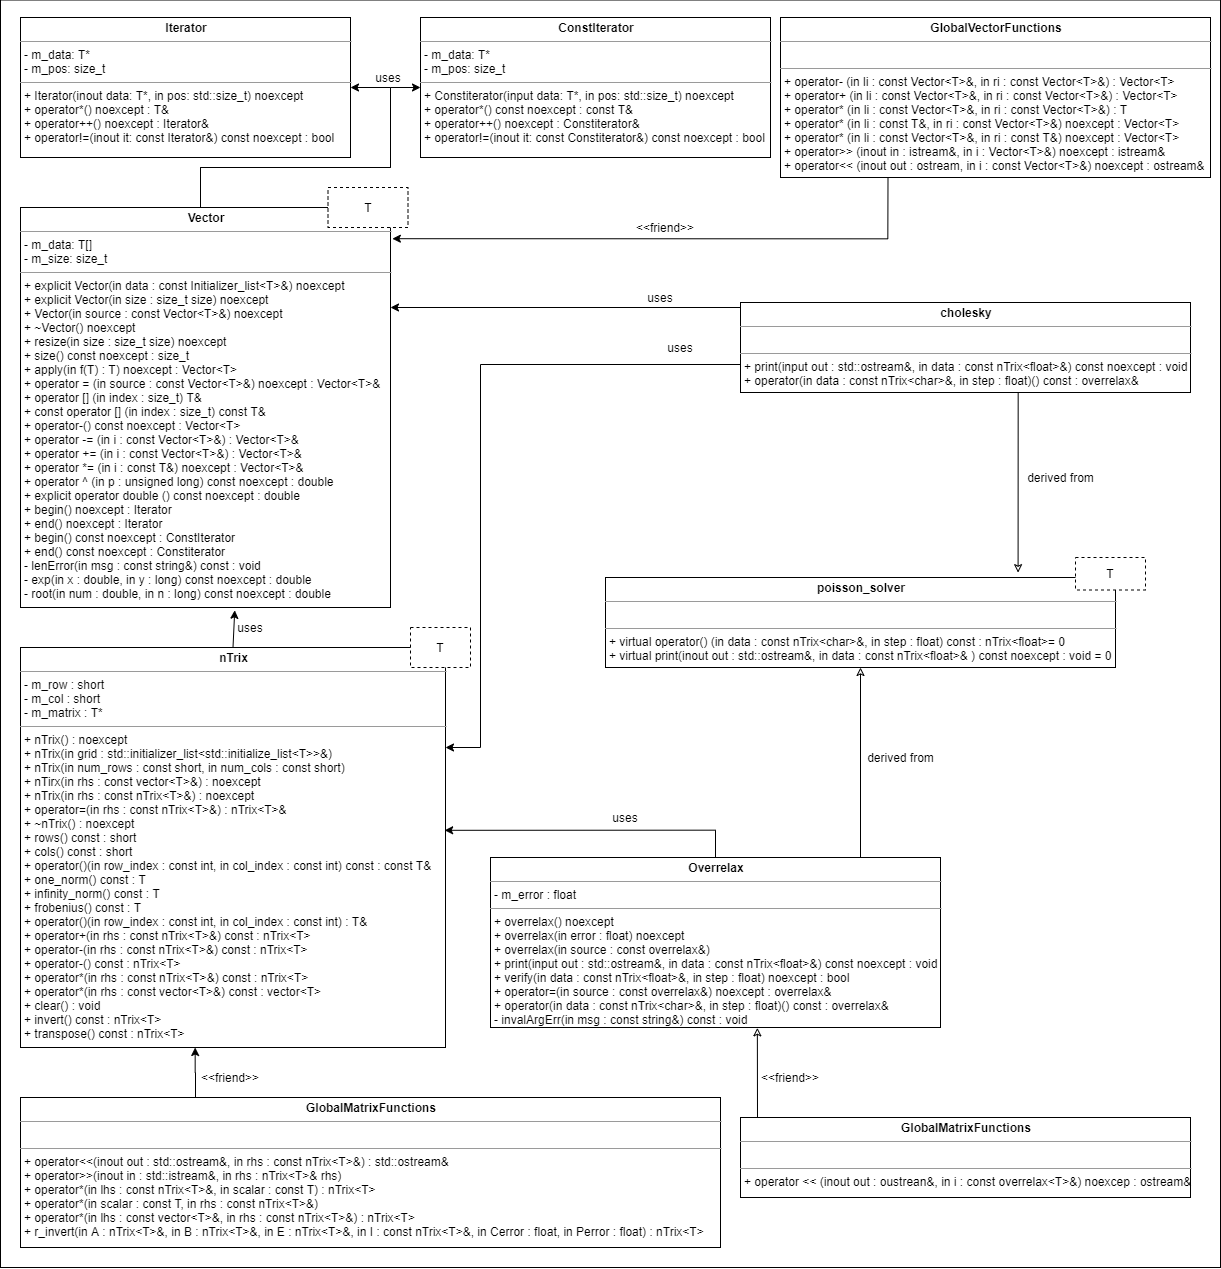 Iterator
- m_data: T*
- m_pos: size_t
+ Iterator(inout data: T*, in pos: std::size_t) noexcept
+ operator*() noexcept : T&
+ operator++() noexcept : Iterator&
+ operator!=(inout it: const Iterator&) const noexcept : bool
uses
ConstIterator
- m_data: T*
- m_pos: size_t
+ Constiterator(input data: T*, in pos: std::size_t) noexcept
+ operator*() const noexcept : const T&
+ operator++() noexcept : Constiterator&
+ operator!=(inout it: const Constiterator&) const noexcept : bool
GlobalVectorFunctions
+ operator- (in li : const Vector<T>&, in ri : const Vector<T>&) : Vector<T>
+ operator+ (in li : const Vector<T>&, in ri : const Vector<T>&) : Vector<T>
+ operator* (in li : const Vector<T>&, in ri : const Vector<T>&) : T
+ operator* (in li : const T&, in ri : const Vector<T>&) noexcept : Vector<T>
+ operator* (in li : const Vector<T>&, in ri : const T&) noexcept : Vector<T>
+ operator>> (inout in : istream&, in i : Vector<T>&) noexcept : istream&
+ operator<< (inout out : ostream, in i : const Vector<T>&) noexcept : ostream&
T
Vector
- m_data: T[]
- m_size: size_t
+ explicit Vector(in data : const Initializer_list<T>&) noexcept
+ explicit Vector(in size : size_t size) noexcept
+ Vector(in source : const Vector<T>&) noexcept
+ ~Vector() noexcept
+ resize(in size : size_t size) noexcept
+ size() const noexcept : size_t
+ apply(in f(T) : T) noexcept : Vector<T>
+ operator = (in source : const Vector<T>&) noexcept : Vector<T>&
+ operator [] (in index : size_t) T&
+ const operator [] (in index : size_t) const T&
+ operator-() const noexcept : Vector<T>
+ operator -= (in i : const Vector<T>&) : Vector<T>&
+ operator += (in i : const Vector<T>&) : Vector<T>&
+ operator *= (in i : const T&) noexcept : Vector<T>&
+ operator ^ (in p : unsigned long) const noexcept : double
+ explicit operator double () const noexcept : double
+ begin() noexcept : Iterator
+ end() noexcept : Iterator
+ begin() const noexcept : ConstIterator
+ end() const noexcept : Constiterator
- lenError(in msg : const string&) const : void
- exp(in x : double, in y : long) const noexcept : double
- root(in num : double, in n : long) const noexcept : double
<<friend>>
uses
uses
cholesky
+ print(input out : std::ostream&, in data : const nTrix<float>&) const noexcept : void
+ operator(in data : const nTrix<char>&, in step : float)() const : overrelax&
derived from
T
poisson_solver
+ virtual operator() (in data : const nTrix<char>&, in step : float) const : nTrix<float>= 0
+ virtual print(inout out : std::ostream&, in data : const nTrix<float>& ) const noexcept : void = 0
uses
T
nTrix
- m_row : short
- m_col : short
- m_matrix : T*
+ nTrix() : noexcept
+ nTrix(in grid : std::initializer_list<std::initialize_list<T>>&)
+ nTrix(in num_rows : const short, in num_cols : const short)
+ nTirx(in rhs : const vector<T>&) : noexcept
+ nTrix(in rhs : const nTrix<T>&) : noexcept
+ operator=(in rhs : const nTrix<T>&) : nTrix<T>&
+ ~nTrix() : noexcept
+ rows() const : short
+ cols() const : short
+ operator()(in row_index : const int, in col_index : const int) const : const T&
+ one_norm() const : T
+ infinity_norm() const : T
+ frobenius() const : T
+ operator()(in row_index : const int, in col_index : const int) : T&
+ operator+(in rhs : const nTrix<T>&) const : nTrix<T>
+ operator-(in rhs : const nTrix<T>&) const : nTrix<T>
+ operator-() const : nTrix<T>
+ operator*(in rhs : const nTrix<T>&) const : nTrix<T>
+ operator*(in rhs : const vector<T>&) const : vector<T>
+ clear() : void
+ invert() const : nTrix<T>
+ transpose() const : nTrix<T>
derived from
uses
Overrelax
- m_error : float
+ overrelax() noexcept
+ overrelax(in error : float) noexcept
+ overrelax(in source : const overrelax&)
+ print(input out : std::ostream&, in data : const nTrix<float>&) const noexcept : void
+ verify(in data : const nTrix<float>&, in step : float) noexcept : bool
+ operator=(in source : const overrelax&) noexcept : overrelax&
+ operator(in data : const nTrix<char>&, in step : float)() const : overrelax&
- invalArgErr(in msg : const string&) const : void
<<friend>>
<<friend>>
GlobalMatrixFunctions
+ operator<<(inout out : std::ostream&, in rhs : const nTrix<T>&) : std::ostream&
+ operator>>(inout in : std::istream&, in rhs : nTrix<T>& rhs)
+ operator*(in lhs : const nTrix<T>&, in scalar : const T) : nTrix<T>
+ operator*(in scalar : const T, in rhs : const nTrix<T>&)
+ operator*(in lhs : const vector<T>&, in rhs : const nTrix<T>&) : nTrix<T>
+ r_invert(in A : nTrix<T>&, in B : nTrix<T>&, in E : nTrix<T>&, in I : const nTrix<T>&, in Cerror : float, in Perror : float) : nTrix<T>
GlobalMatrixFunctions
+ operator << (inout out : oustrean&, in i : const overrelax<T>&) noexcep : ostream&